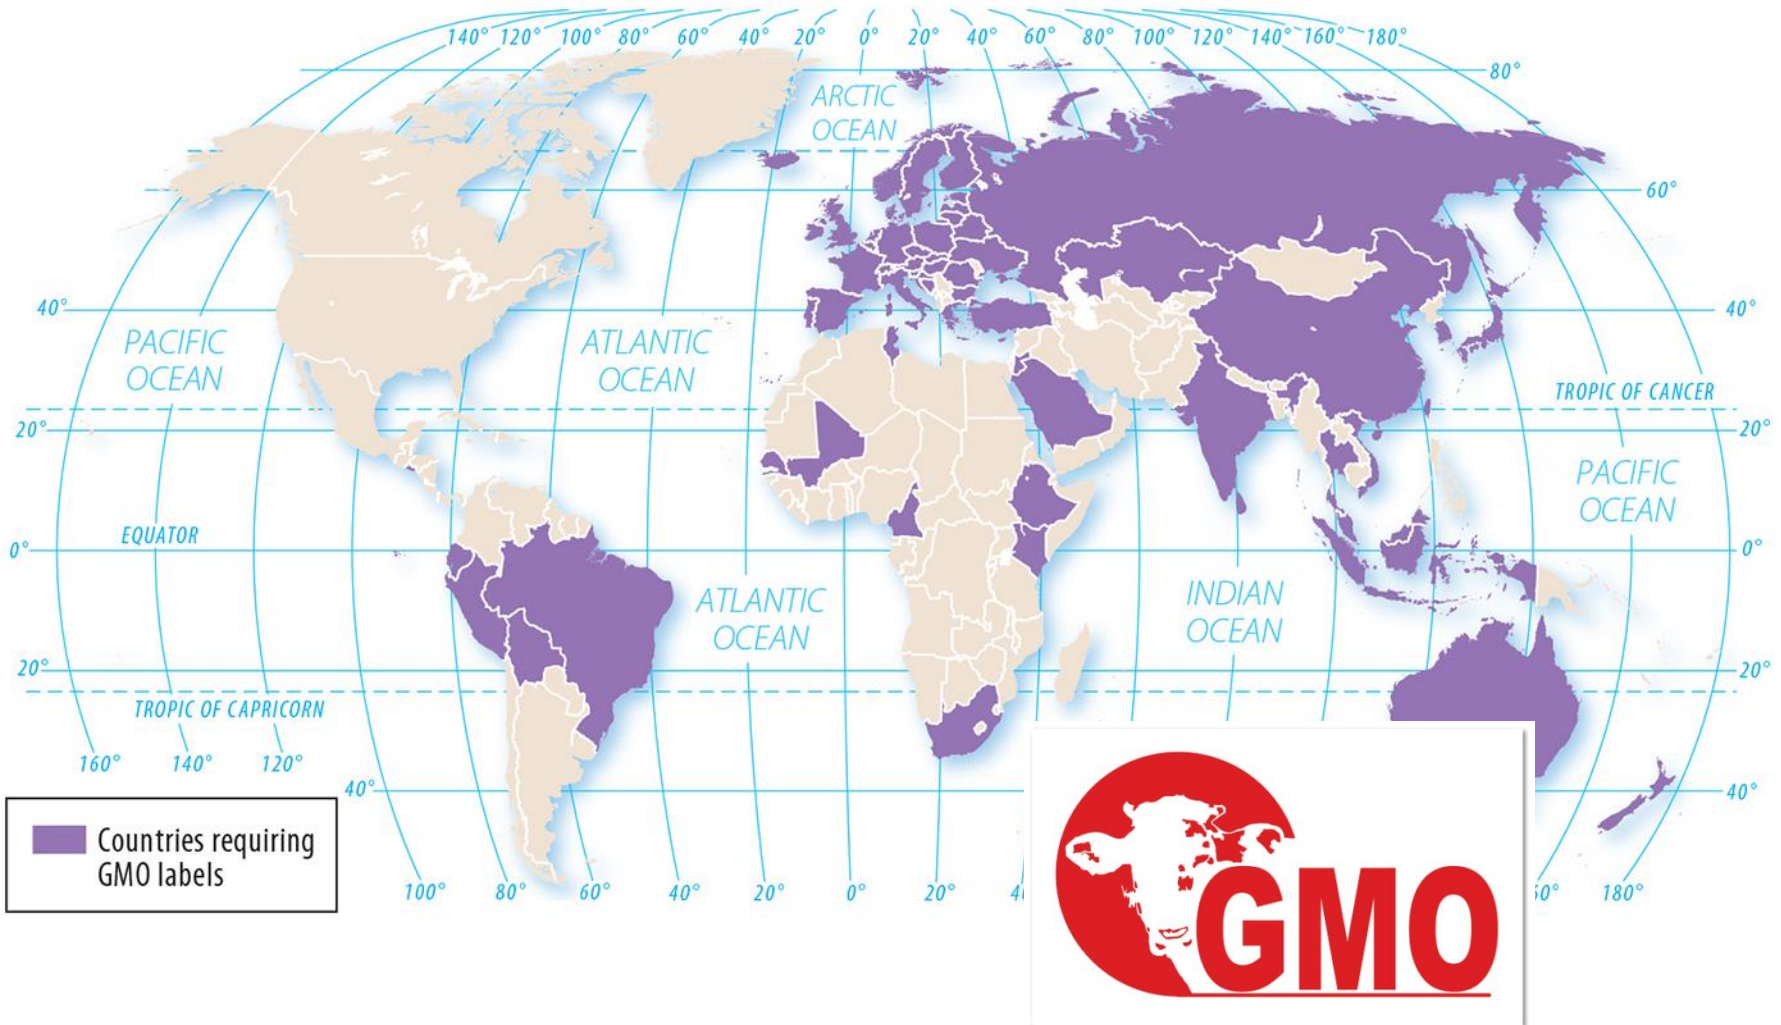 140° 120° 100° 80° 60° 40° 20° 0° 20° 40° 60° 80° 100° 120° 140° 160° 180°
80°
ARCTIC
OCEAN
60°
40°
40°
PACIFIC
OCEAN
ATLANTIC
OCEAN
TROPIC OF CANCER
20°
20°
PACIFIC
OCEAN
EQUATOR
0°
0°
ATLANTIC
OCEAN
INDIAN
OCEAN
20°
20°
TROPIC OF CAPRICORN
160° 140° 120°
40°
40°
Countries requiring
GMO labels
100° 80° 60° 40° 20° 0° 20° 180°
GMO